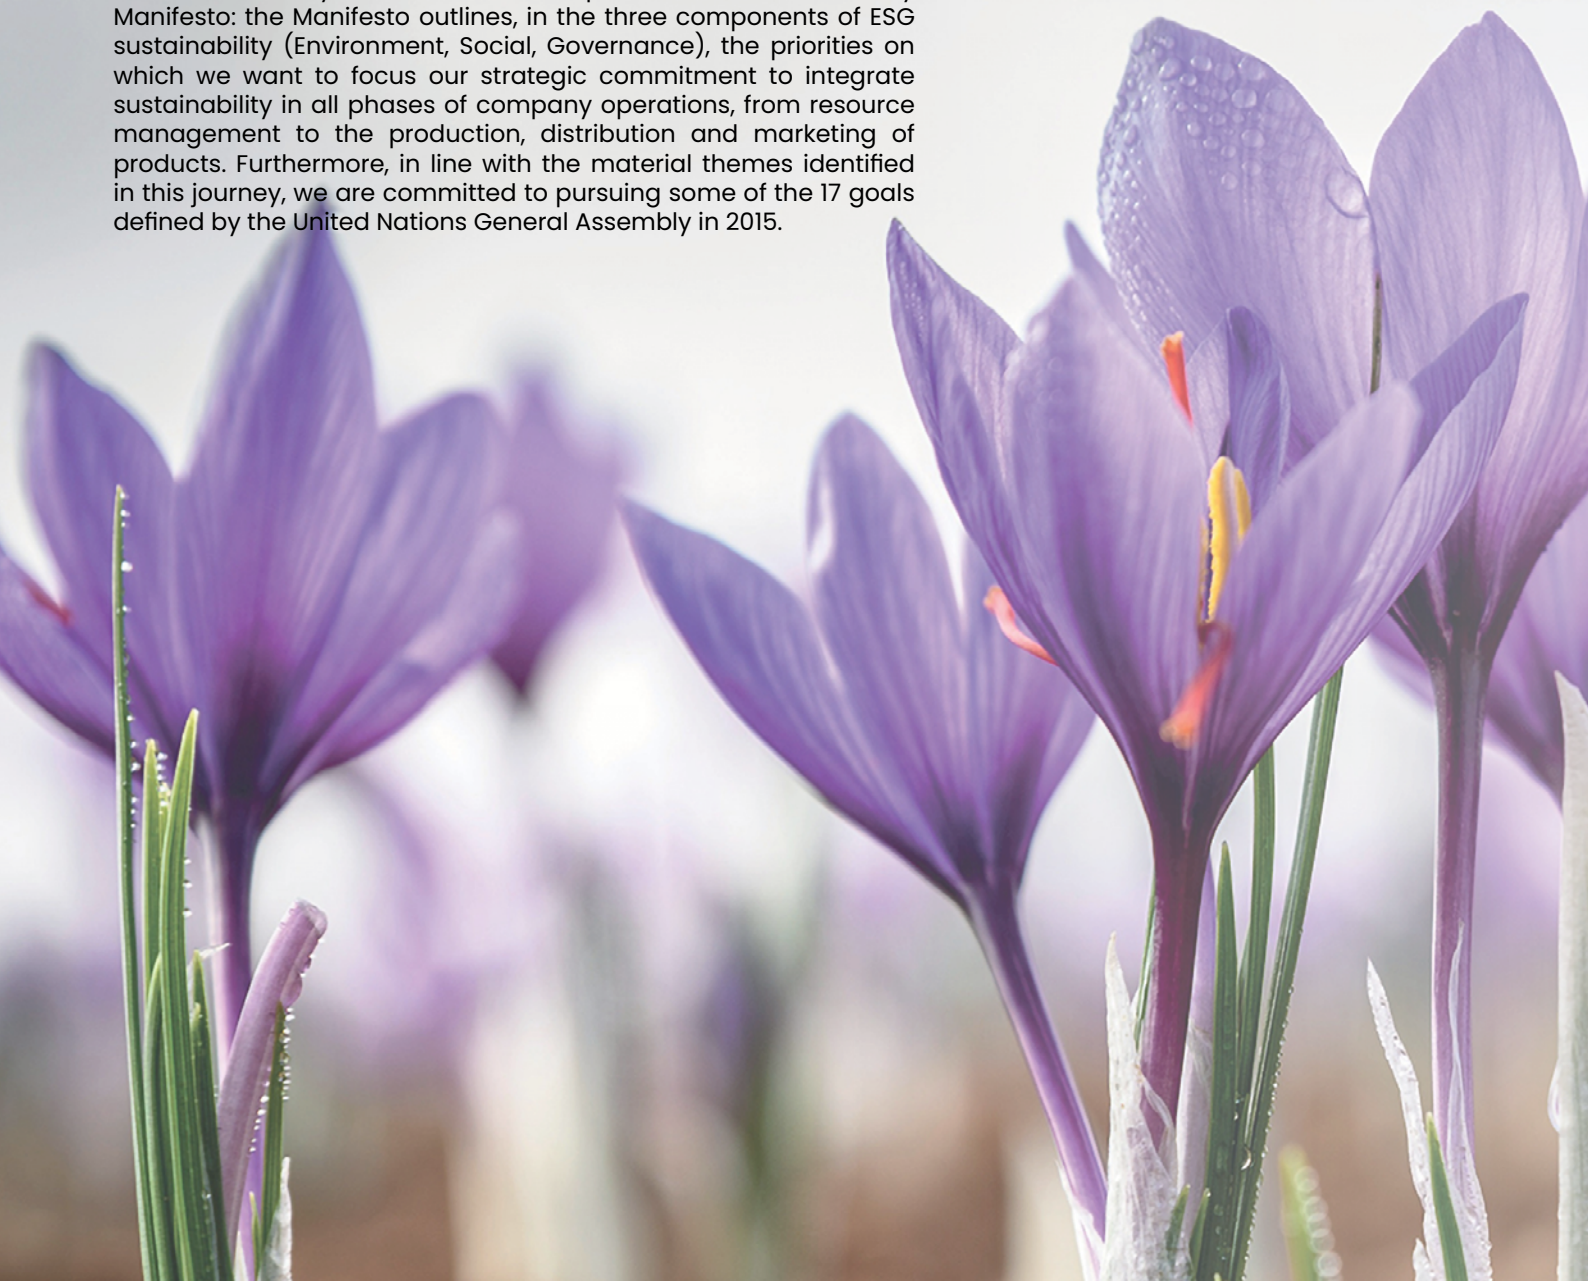 Manifesto: the Manifesto outlines, in the three components of ESG
sustainability (Environment, Social, Governance), the priorities on
which we want to focus our strategic commitment to integrate
sustainability in all phases of company operations, from resource
management to the production, distribution and marketing of
products. Furthermore, in line with the material themes identified
in this journey, we are committed to pursuing some of the 17 goals
defined by the United Nations General Assembly in 2015.